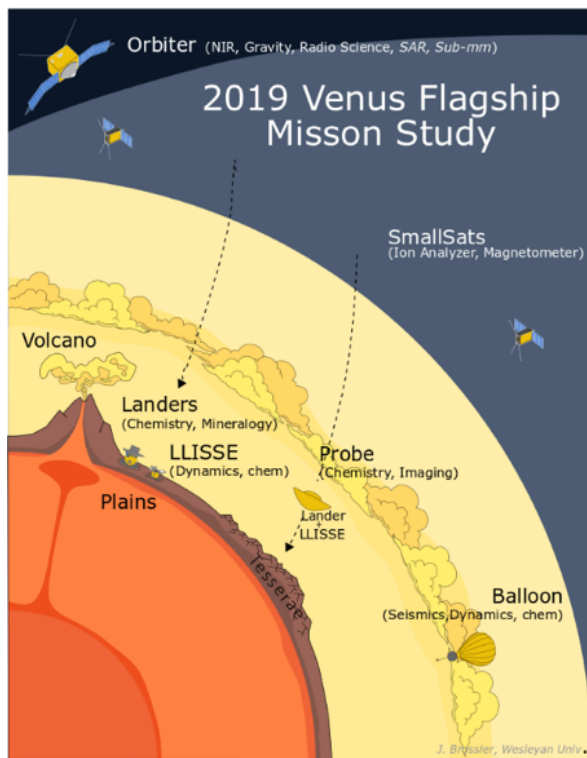 Orbiter (NIR, Gravity, Radio Science, SAR, Sub-mm)
2019 Venus Flagship
Misson Study
SmallSats
(Ion Analyzer, Magnetometer)
Volcano
Landers
(Chemistry, Mineralogy)
LLISSE
(Dynamics, chem)
Probe
(Chemistry, Imaging)
Plains
Lander
+
LLISSE
Tesserae
Balloon
(Seismics,Dynamics, chem)
J. Brossier, Wesleyan Univ.